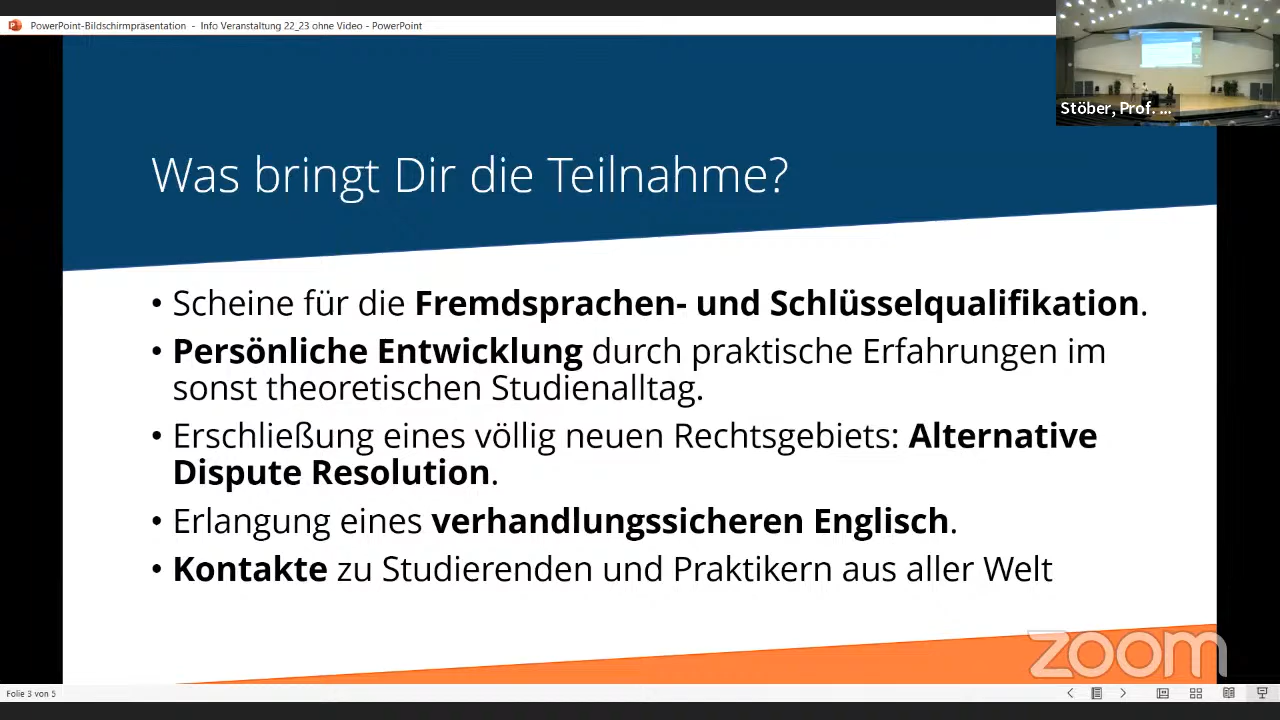 PowerPoint-Bildschirmpräsentation - Info Veranstaltung 22_23 ohne Video - PowerPoint
Stöber, Prof. ...
Was bringt Dir die Teilnahme?
• Scheine für die Fremdsprachen- und Schlüsselqualifikation.
• Persönliche Entwicklung durch praktische Erfahrungen im
sonst theoretischen Studienalltag.
• Erschließung eines völlig neuen Rechtsgebiets: Alternative
Dispute Resolution.
• Erlangung eines verhandlungssicheren Englisch.
• Kontakte zu Studierenden und Praktikern aus aller Welt
zoom
Folie 3 von 5